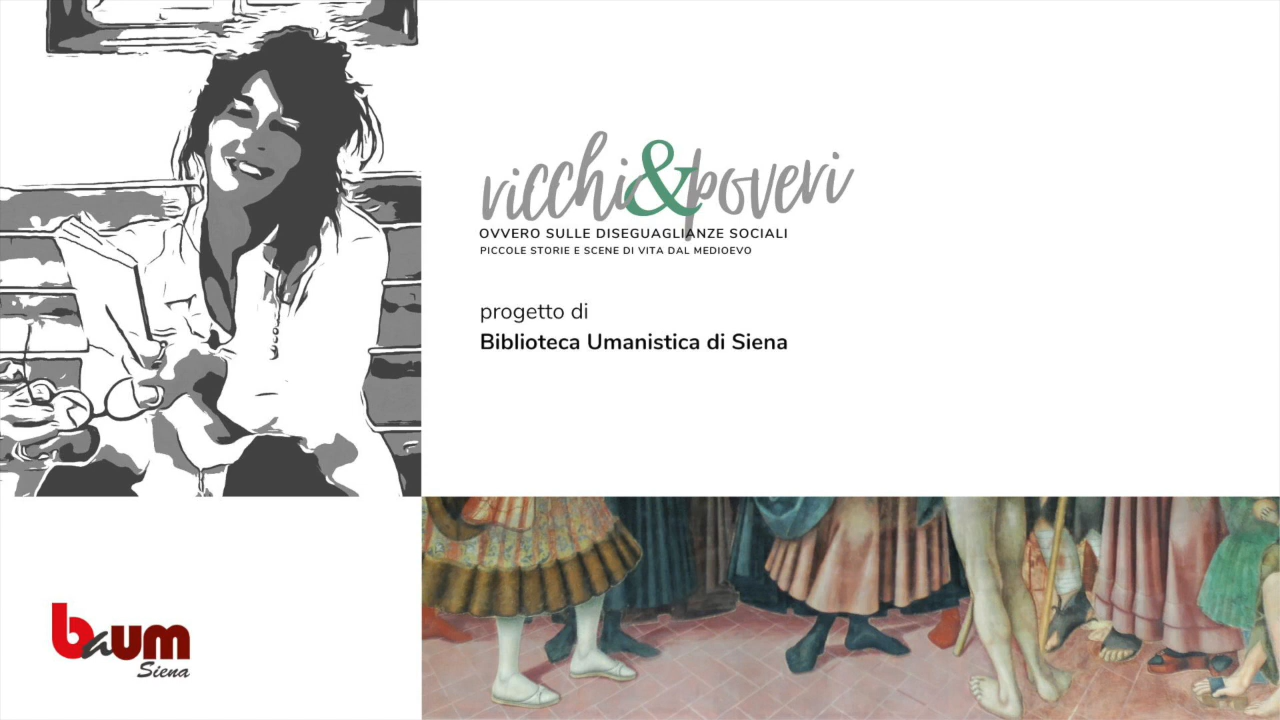 ricchi&poveri
OVVERO SULLE DISEGUAGLIANZE SOCIALI
PICCOLE STORIE E SCENE DI VITA DAL MEDIOEVO
progetto di
Biblioteca Umanistica di Siena
baUM
Siena